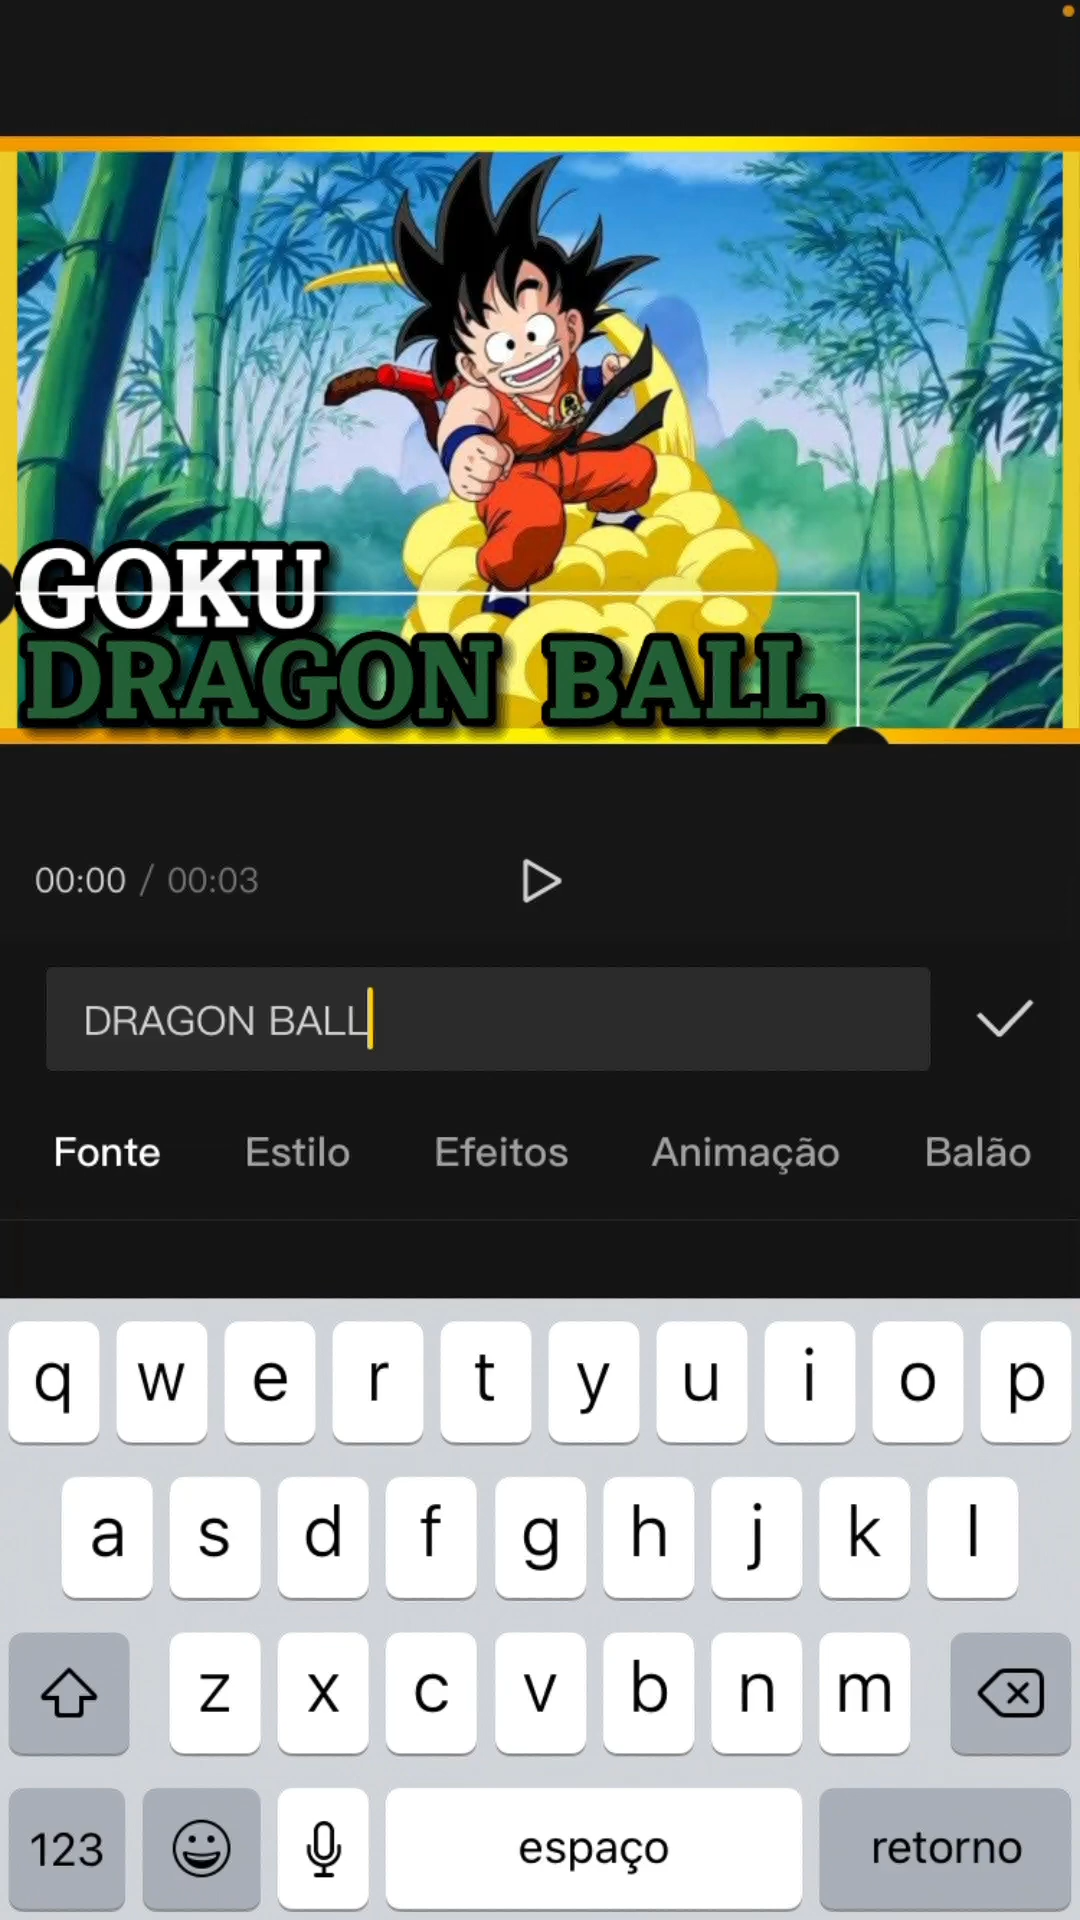 GOKU
DRAGON BALL
00:00 / 00:03
DRAGON BALL
Fonte Estilo Efeitos Animação Balão
q w e r t y u i o p
a s d f g h j k l
z x c v b n m
123 espaço retorno